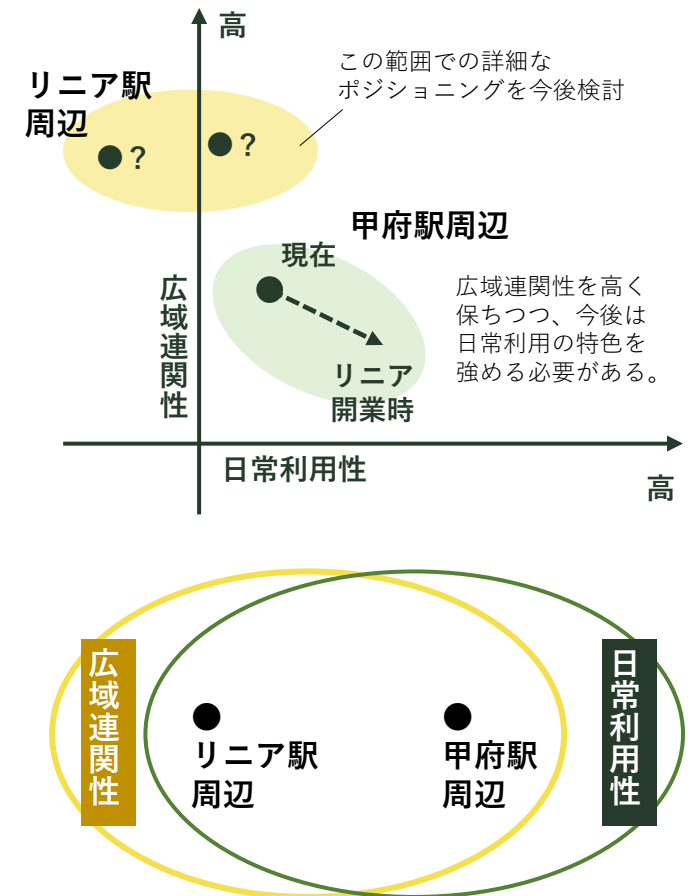 高
この範囲での詳細な
ポジショニングを今後検討
リニア駅
周辺
?
?
甲府駅周辺
現在
広域連関性
広域連関性を高く
保ちつつ、今後は
日常利用の特色を
強める必要がある。
リニア
開業時
日常利用性
高
広域連関性
日常利用性
リニア駅
周辺
甲府駅
周辺